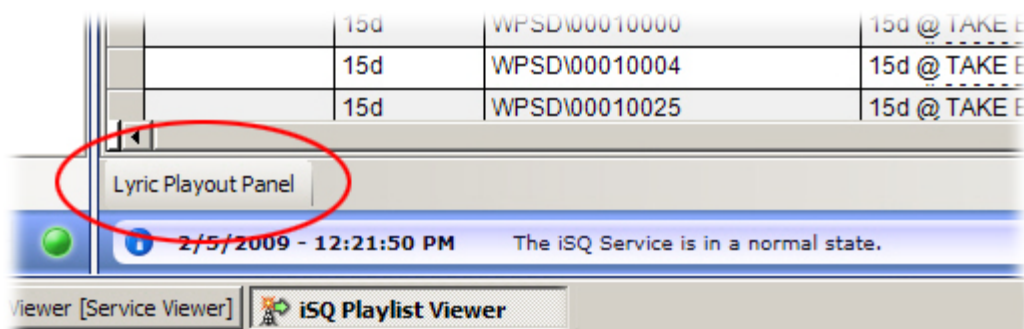 15d WPSD\00010000 15d @ TAKE
15d WPSD\00010004 15d @ TAKE
15d WPSD\00010025 15d @ TAKE
Lyric Playout Panel
2/5/2009 - 12:21:50 PM The iSQ Service is in a normal state.
Viewer [Service Viewer] iSQ Playlist Viewer